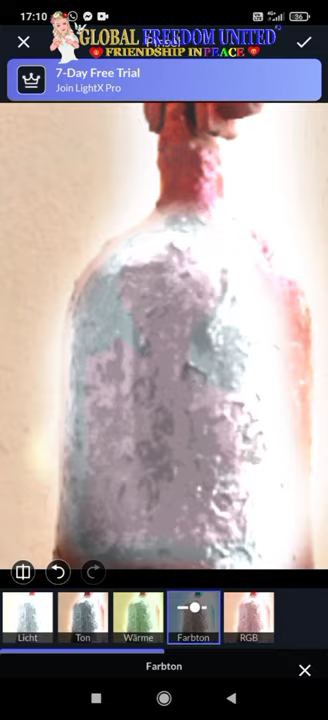 17:10
36
GLOBAL FREEDOM UNITED
FRIENDSHIP IN PEACE
7-Day Free Trial
Join LightX Pro
Licht
Ton
Wärme
Farbton
RGB
Farbton